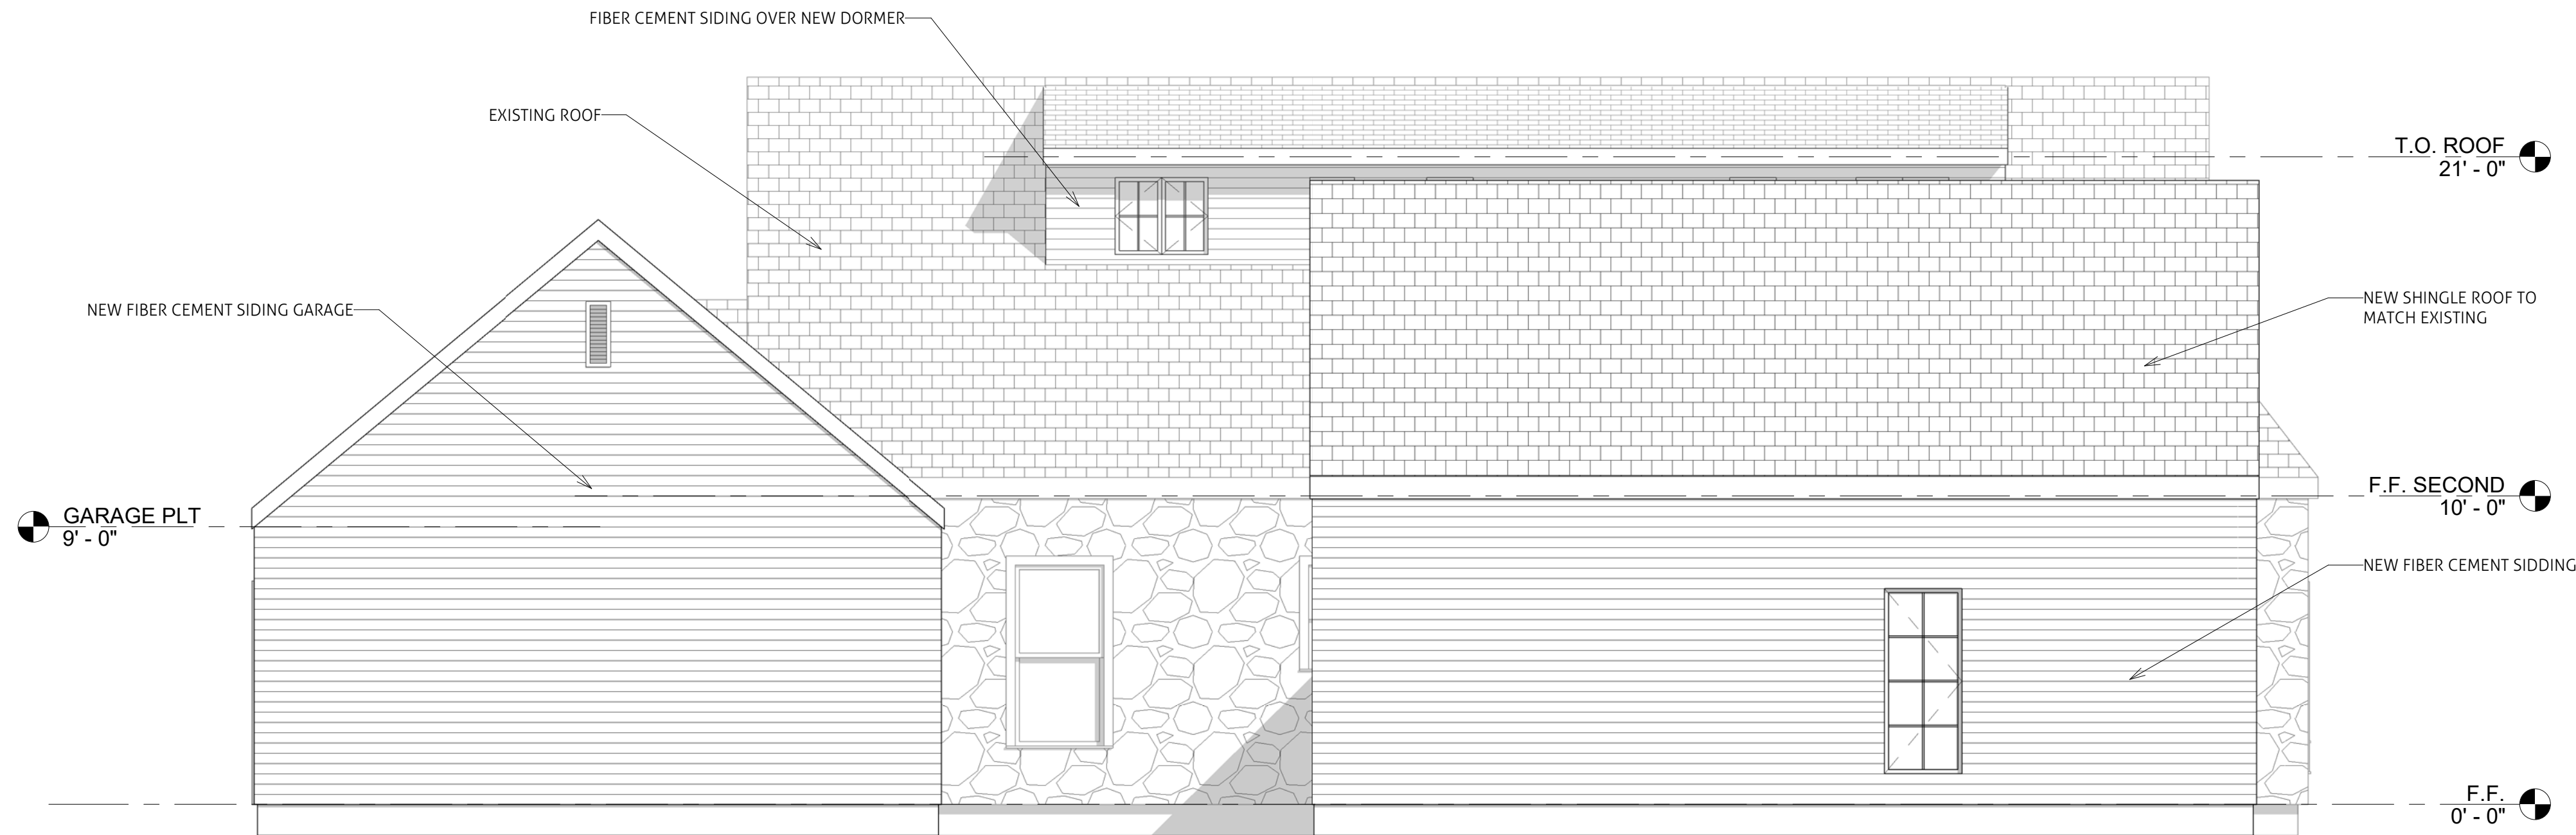 FIBER CEMENT SIDING OVER NEW DORMER
EXISTING ROOF
T.O. ROOF
21' - 0"
NEW FIBER CEMENT SIDING GARAGE
NEW SHINGLE ROOF TO
MATCH EXISTING
F.F. SECOND
10' - 0"
GARAGE PLT
9' - 0"
NEW FIBER CEMENT SIDDING
F.F.
0' - 0"